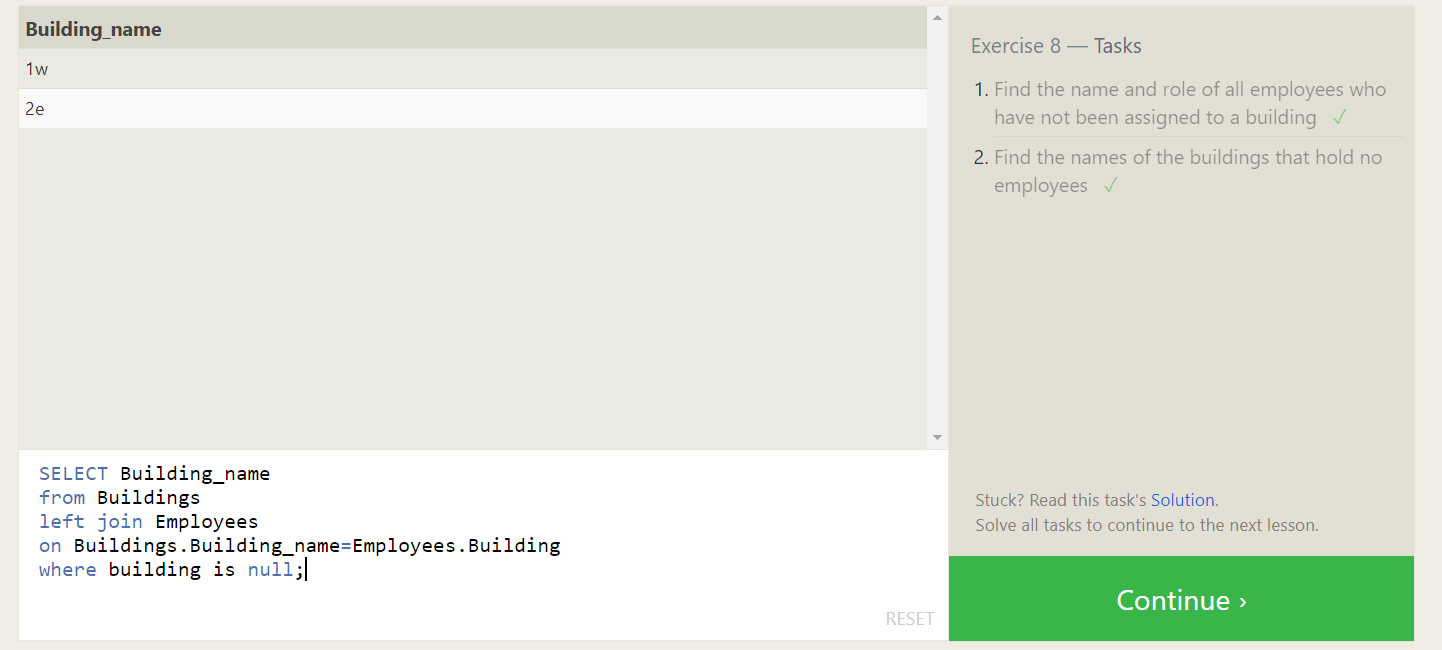 Building_name
1w
2e
SELECT Building_name
from Buildings
left join Employees
on Buildings.Building_name=Employees.Building
where building is null;
RESET
Exercise 8 — Tasks
1. Find the name and role of all employees who
have not been assigned to a building ✓
2. Find the names of the buildings that hold no
employees ✓
Stuck? Read this task's Solution.
Solve all tasks to continue to the next lesson.
Continue ›